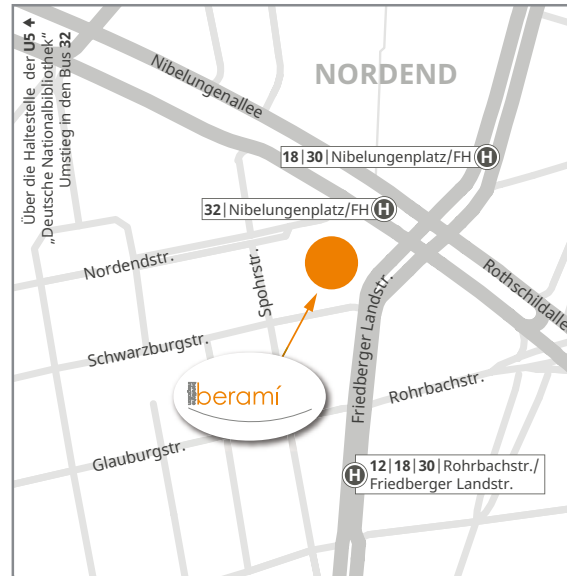 Über die Haltestelle der U5
„Deutsche Nationalbibliothek“
Umstieg in den Bus 32
Nibelungenallee
NORDEND
18|30|Nibelungenplatz/FH H
32|Nibelungenplatz/FH H
Nordendstr.
Spohrstr.
Rothschildallee
Schwarzburgstr.
Friedberger Landstr.
beramí
Rohrbachstr.
Glauburgstr.
H 12|18|30|Rohrbachstr./
Friedberger Landstr.